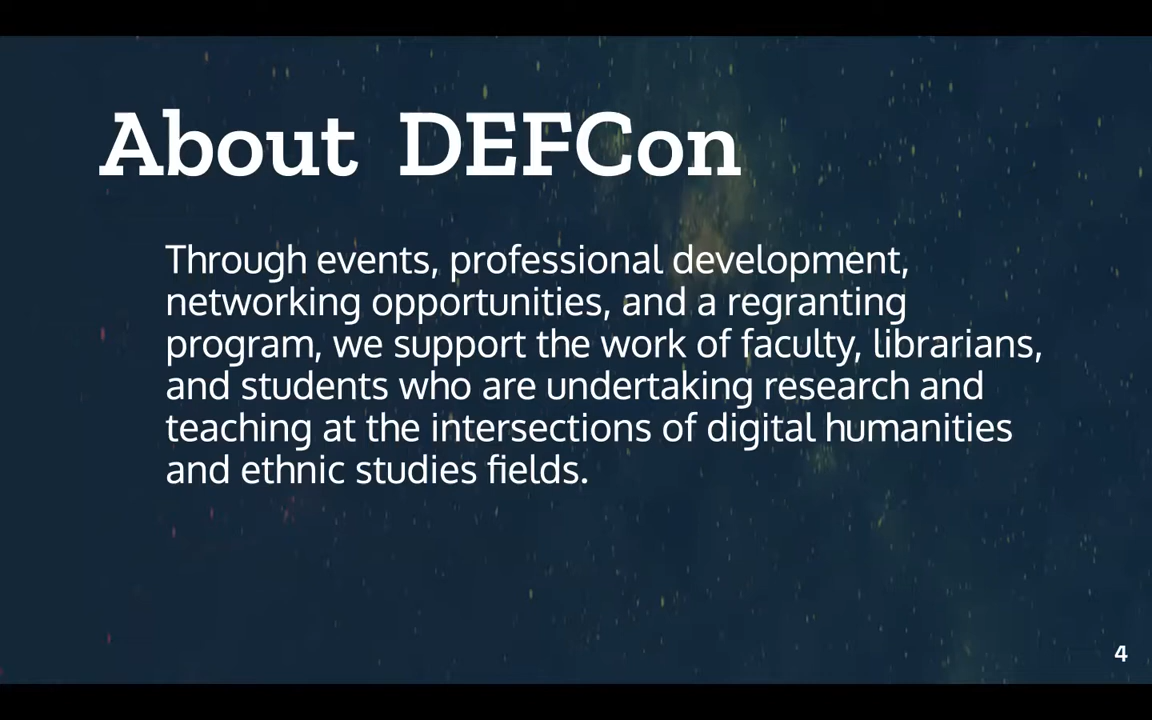 About DEFCon
Through events, professional development,
networking opportunities, and a regranting
program, we support the work of faculty, librarians,
and students who are undertaking research and
teaching at the intersections of digital humanities
and ethnic studies fields.
4